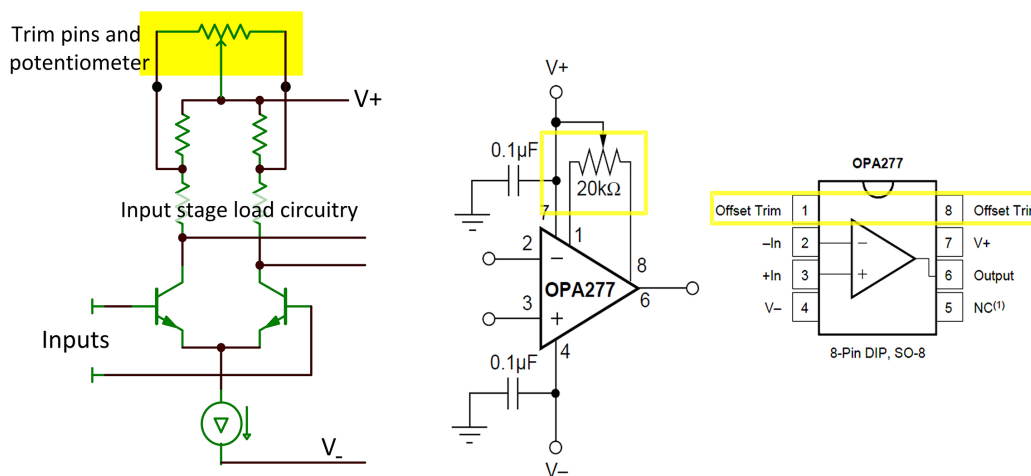 Trim pins and
potentiometer
V+
Input stage load circuitry
Inputs
V-
V+
0.1µF
20kΩ
7
1
2
−
8
OPA277
6
3
+
4
0.1µF
V–
OPA277
Offset Trim
1
8
Offset Trim
–In
2
−
7
V+
+In
3
+
6
Output
V–
4
5
NC(1)
8-Pin DIP, SO-8